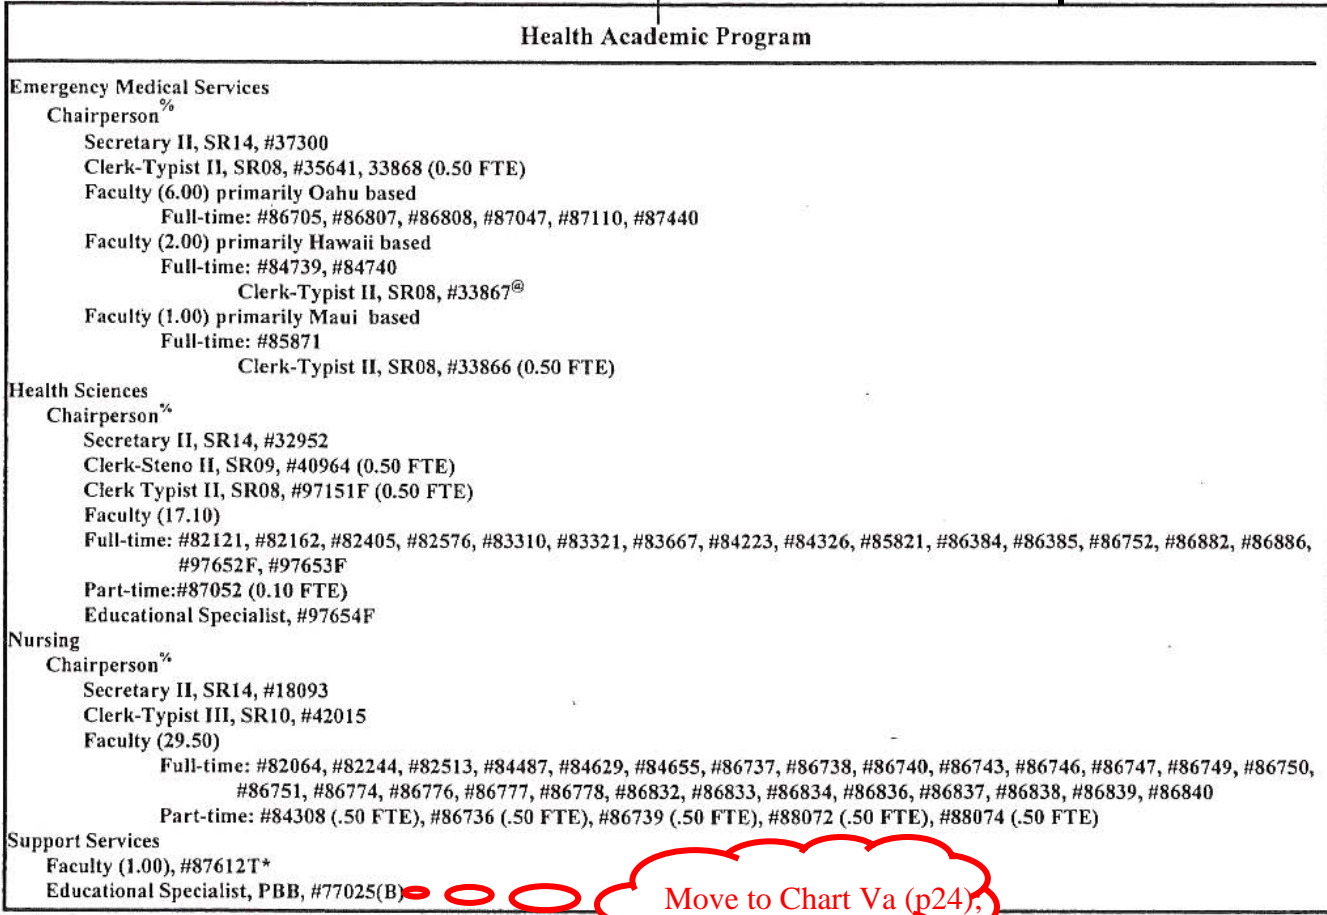 Health Academic Program
Emergency Medical Services
Chairperson%
Secretary II, SR14, #37300
Clerk-Typist II, SR08, #35641, 33868 (0.50 FTE)
Faculty (6.00) primarily Oahu based
Full-time: #86705, #86807, #86808, #87047, #87110, #87440
Faculty (2.00) primarily Hawaii based
Full-time: #84739, #84740
Clerk-Typist II, SR08, #33867@
Faculty (1.00) primarily Maui based
Full-time: #85871
Clerk-Typist II, SR08, #33866 (0.50 FTE)
Health Sciences
Chairperson%
Secretary II, SR14, #32952
Clerk-Steno II, SR09, #40964 (0.50 FTE)
Clerk Typist II, SR08, #97151F (0.50 FTE)
Faculty (17.10)
Full-time: #82121, #82162, #82405, #82576, #83310, #83321, #83667, #84223, #84326, #85821, #86384, #86385, #86752, #86882, #86886,
#97652F, #97653F
Part-time:#87052 (0.10 FTE)
Educational Specialist, #97654F
Nursing
Chairperson%
Secretary II, SR14, #18093
Clerk-Typist III, SR10, #42015
Faculty (29.50)
Full-time: #82064, #82244, #82513, #84487, #84629, #84655, #86737, #86738, #86740, #86743, #86746, #86747, #86749, #86750,
#86751, #86774, #86776, #86777, #86778, #86832, #86833, #86834, #86836, #86837, #86838, #86839, #86840
Part-time: #84308 (.50 FTE), #86736 (.50 FTE), #86739 (.50 FTE), #88072 (.50 FTE), #88074 (.50 FTE)
Support Services
Faculty (1.00), #87612T*
Educational Specialist, PBB, #77025(B)
Move to Chart Va (p24),